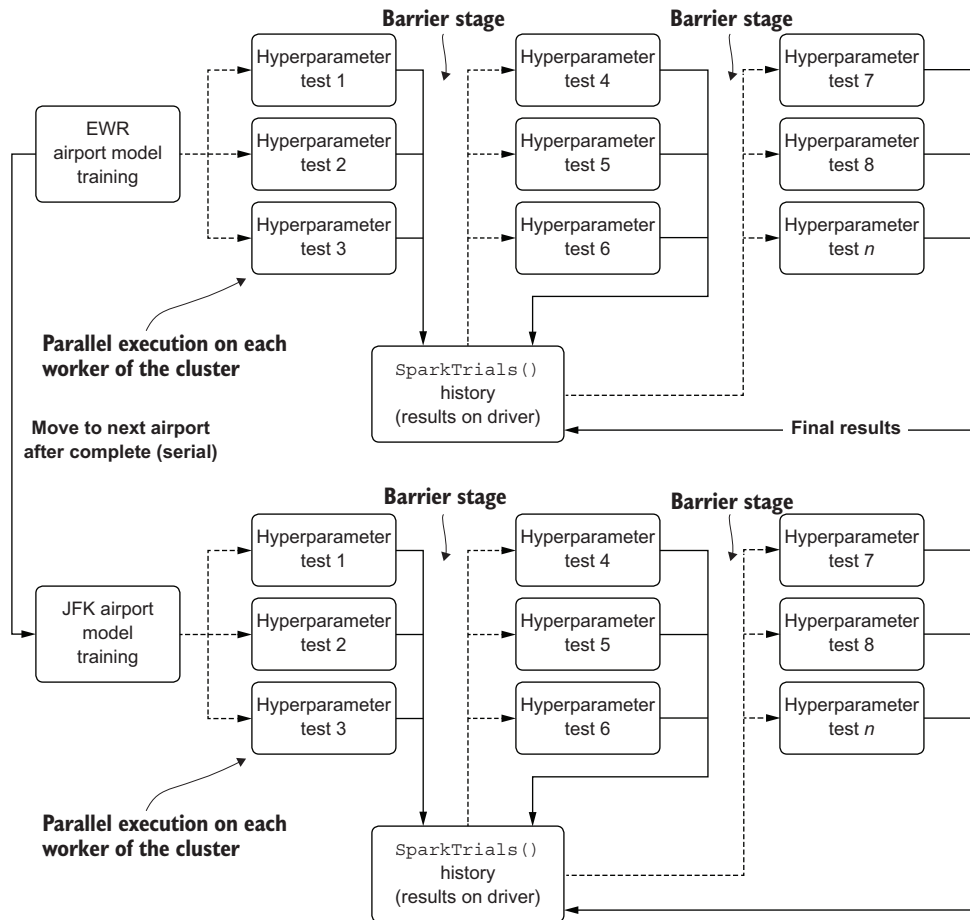 Barrier stage
Barrier stage
Hyperparameter
test 1
Hyperparameter
test 4
Hyperparameter
test 7
EWR
airport model
training
Hyperparameter
test 2
Hyperparameter
test 5
Hyperparameter
test 8
Hyperparameter
test 3
Hyperparameter
test 6
Hyperparameter
test n
Parallel execution on each
worker of the cluster
SparkTrials()
history
(results on driver)
Move to next airport
after complete (serial)
Final results
Barrier stage
Barrier stage
Hyperparameter
test 1
Hyperparameter
test 4
Hyperparameter
test 7
JFK airport
model
training
Hyperparameter
test 2
Hyperparameter
test 5
Hyperparameter
test 8
Hyperparameter
test 3
Hyperparameter
test 6
Hyperparameter
test n
Parallel execution on each
worker of the cluster
SparkTrials()
history
(results on driver)